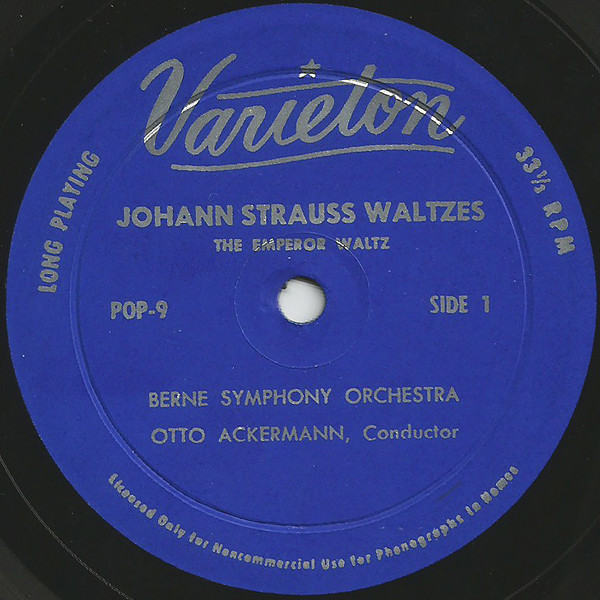 Varieton
LONG PLAYING
33⅓ RPM
JOHANN STRAUSS WALTZES
THE EMPEROR WALTZ
POP-9
SIDE 1
BERNE SYMPHONY ORCHESTRA
OTTO ACKERMANN, Conductor
Licensed Only for Noncommercial Use for Phonographs in Homes